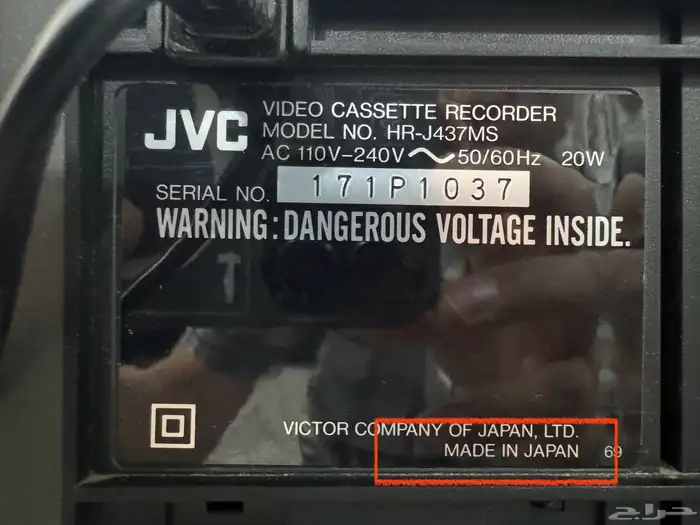 JVC
VIDEO CASSETTE RECORDER
MODEL NO. HR-J437MS
AC 110V–240V 50/60Hz 20W
SERIAL NO. 171P1037
WARNING: DANGEROUS VOLTAGE INSIDE.
VICTOR COMPANY OF JAPAN, LTD.
MADE IN JAPAN 69
حراج